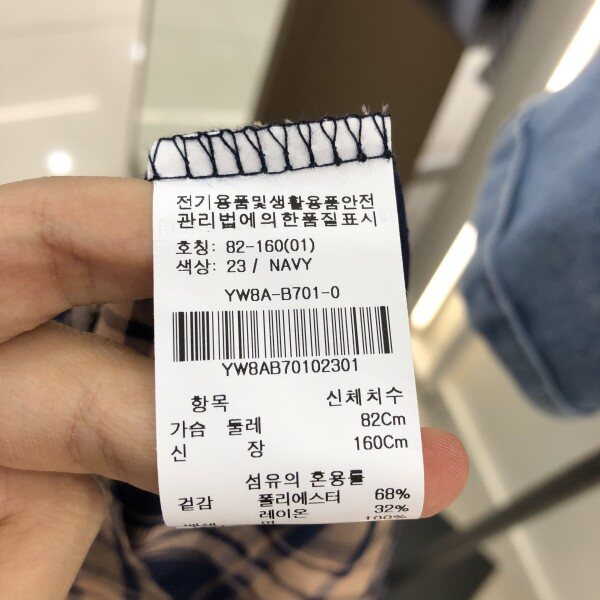 전기용품및생활용품안전
관리법에의한품질표시
호칭: 82-160(01)
색상: 23 / NAVY
YW8A-B701-0
YW8AB70102301
항목 신체치수
가슴 둘레 82Cm
신 장 160Cm
섬유의 혼용률
겉감 폴리에스터 68%
레이온 32%
100%